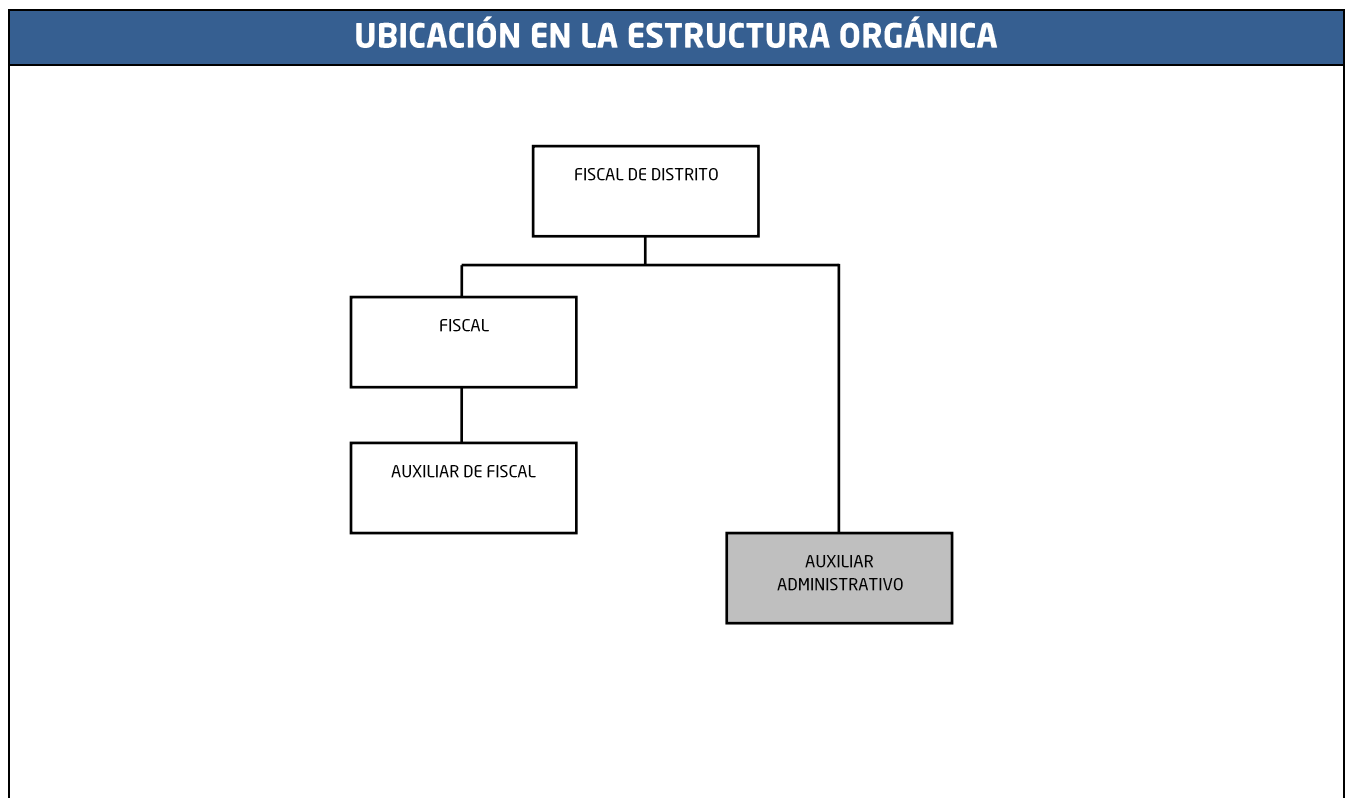 UBICACIÓN EN LA ESTRUCTURA ORGÁNICA
FISCAL DE DISTRITO
FISCAL
AUXILIAR DE FISCAL
AUXILIAR
ADMINISTRATIVO